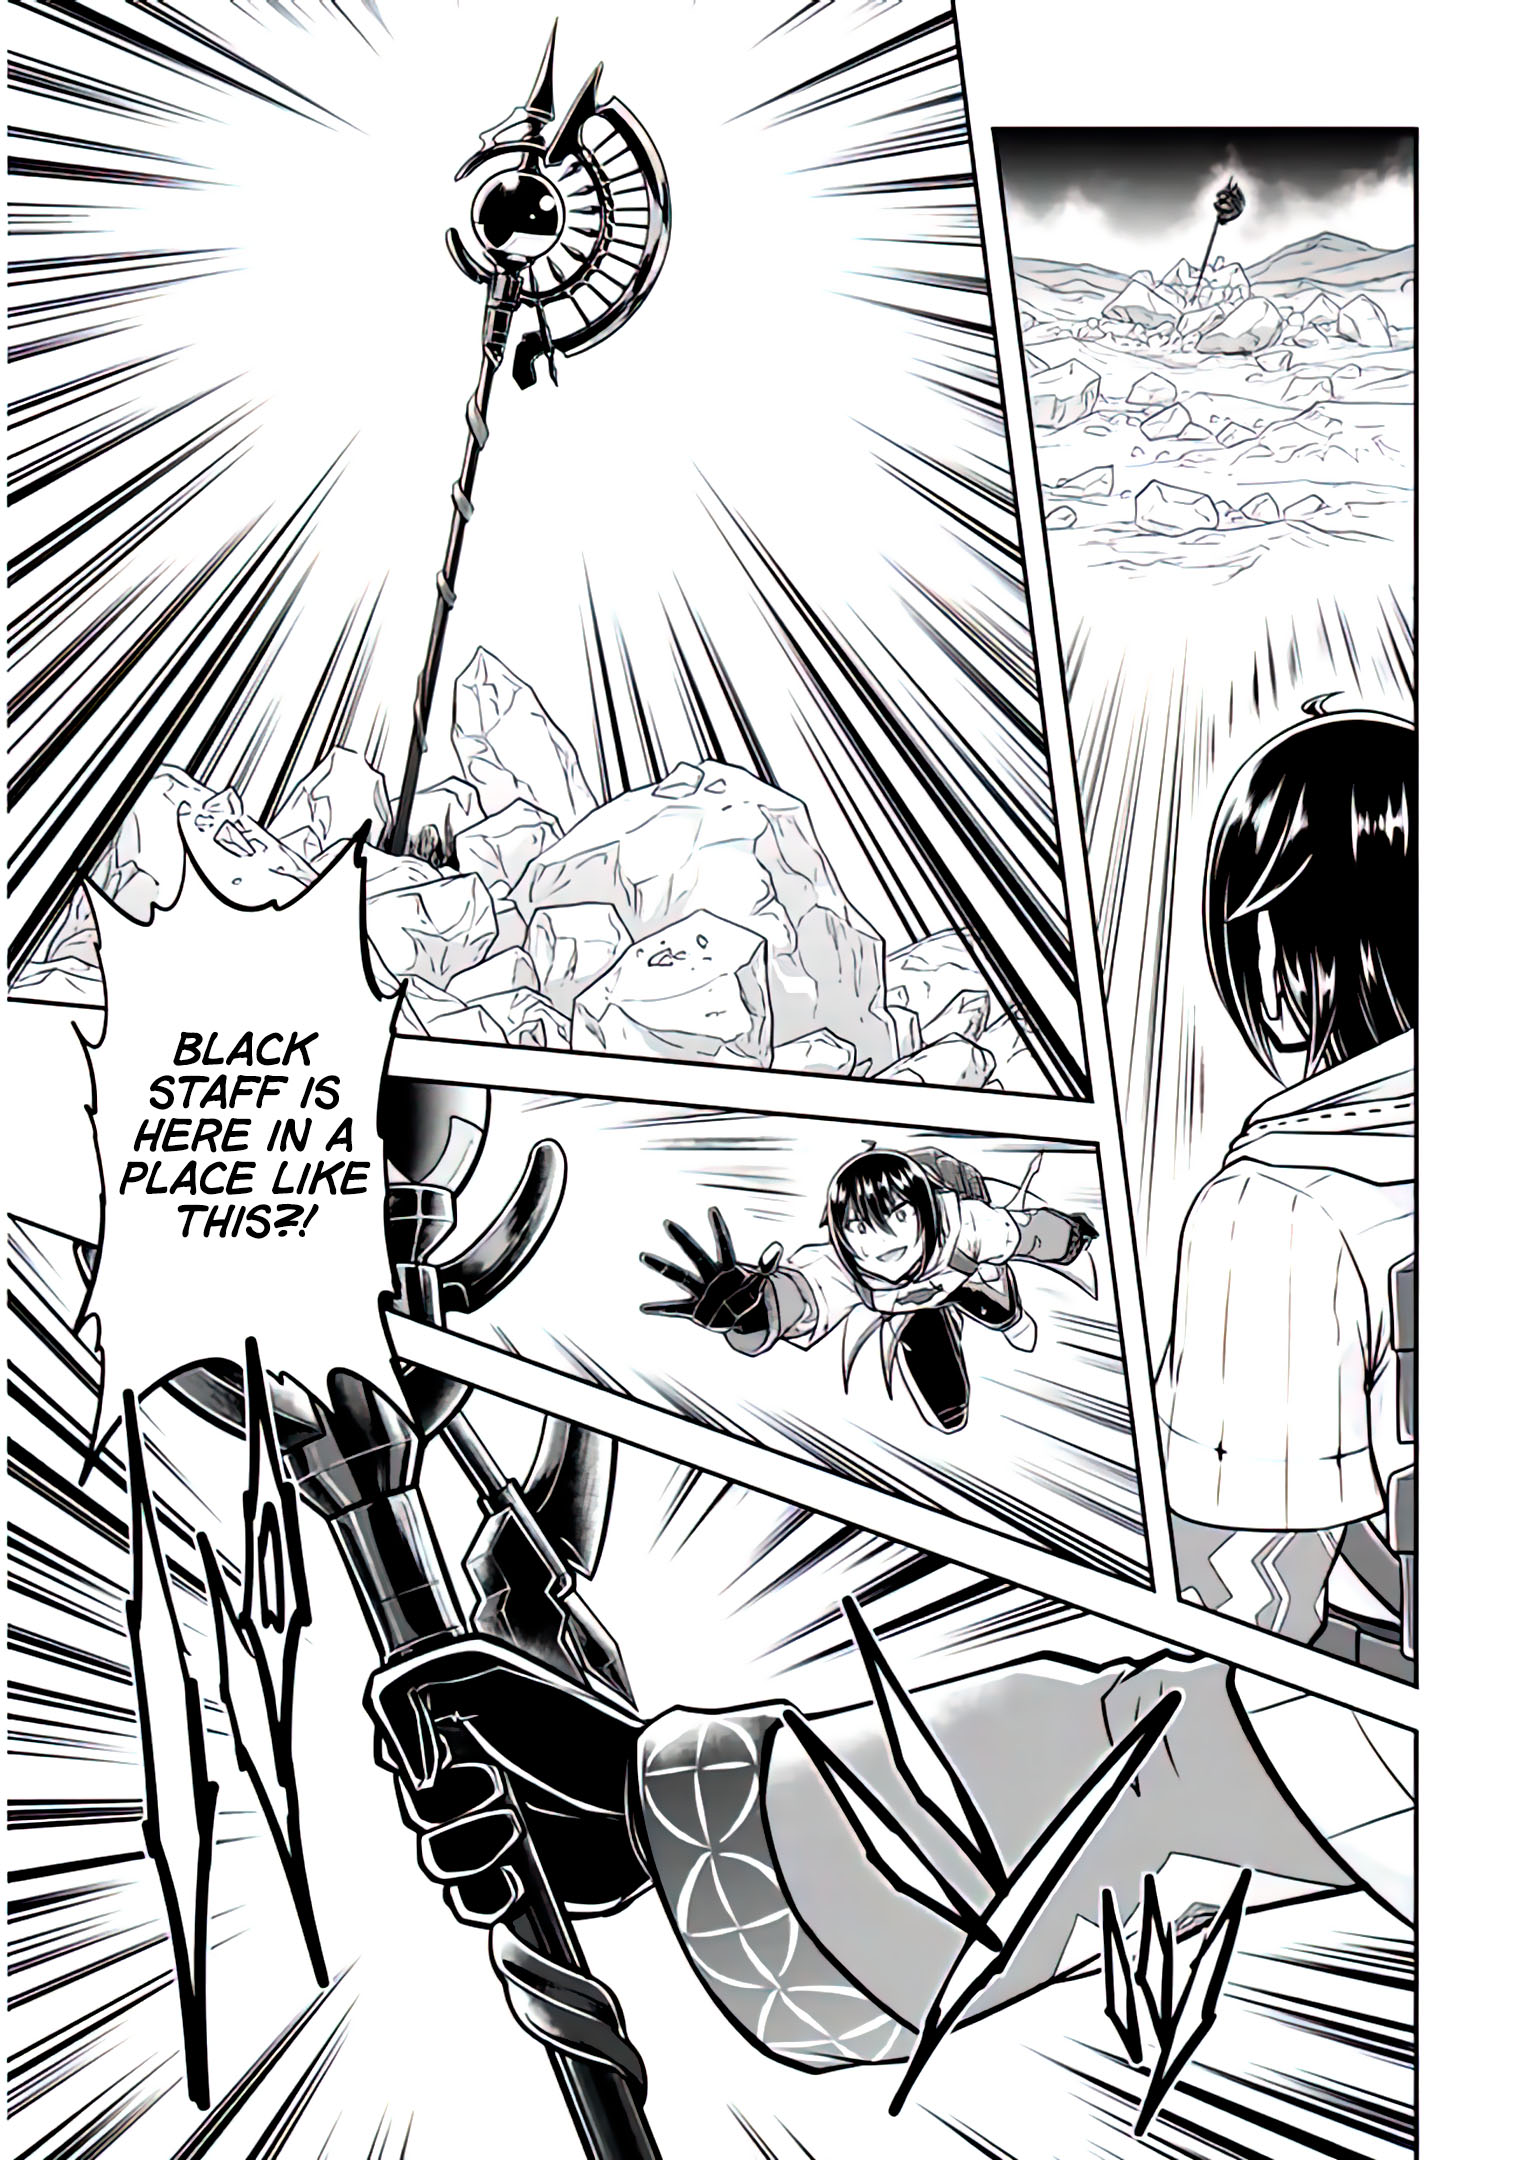 BLACK
STAFF IS
HERE IN A
PLACE LIKE
THIS?!